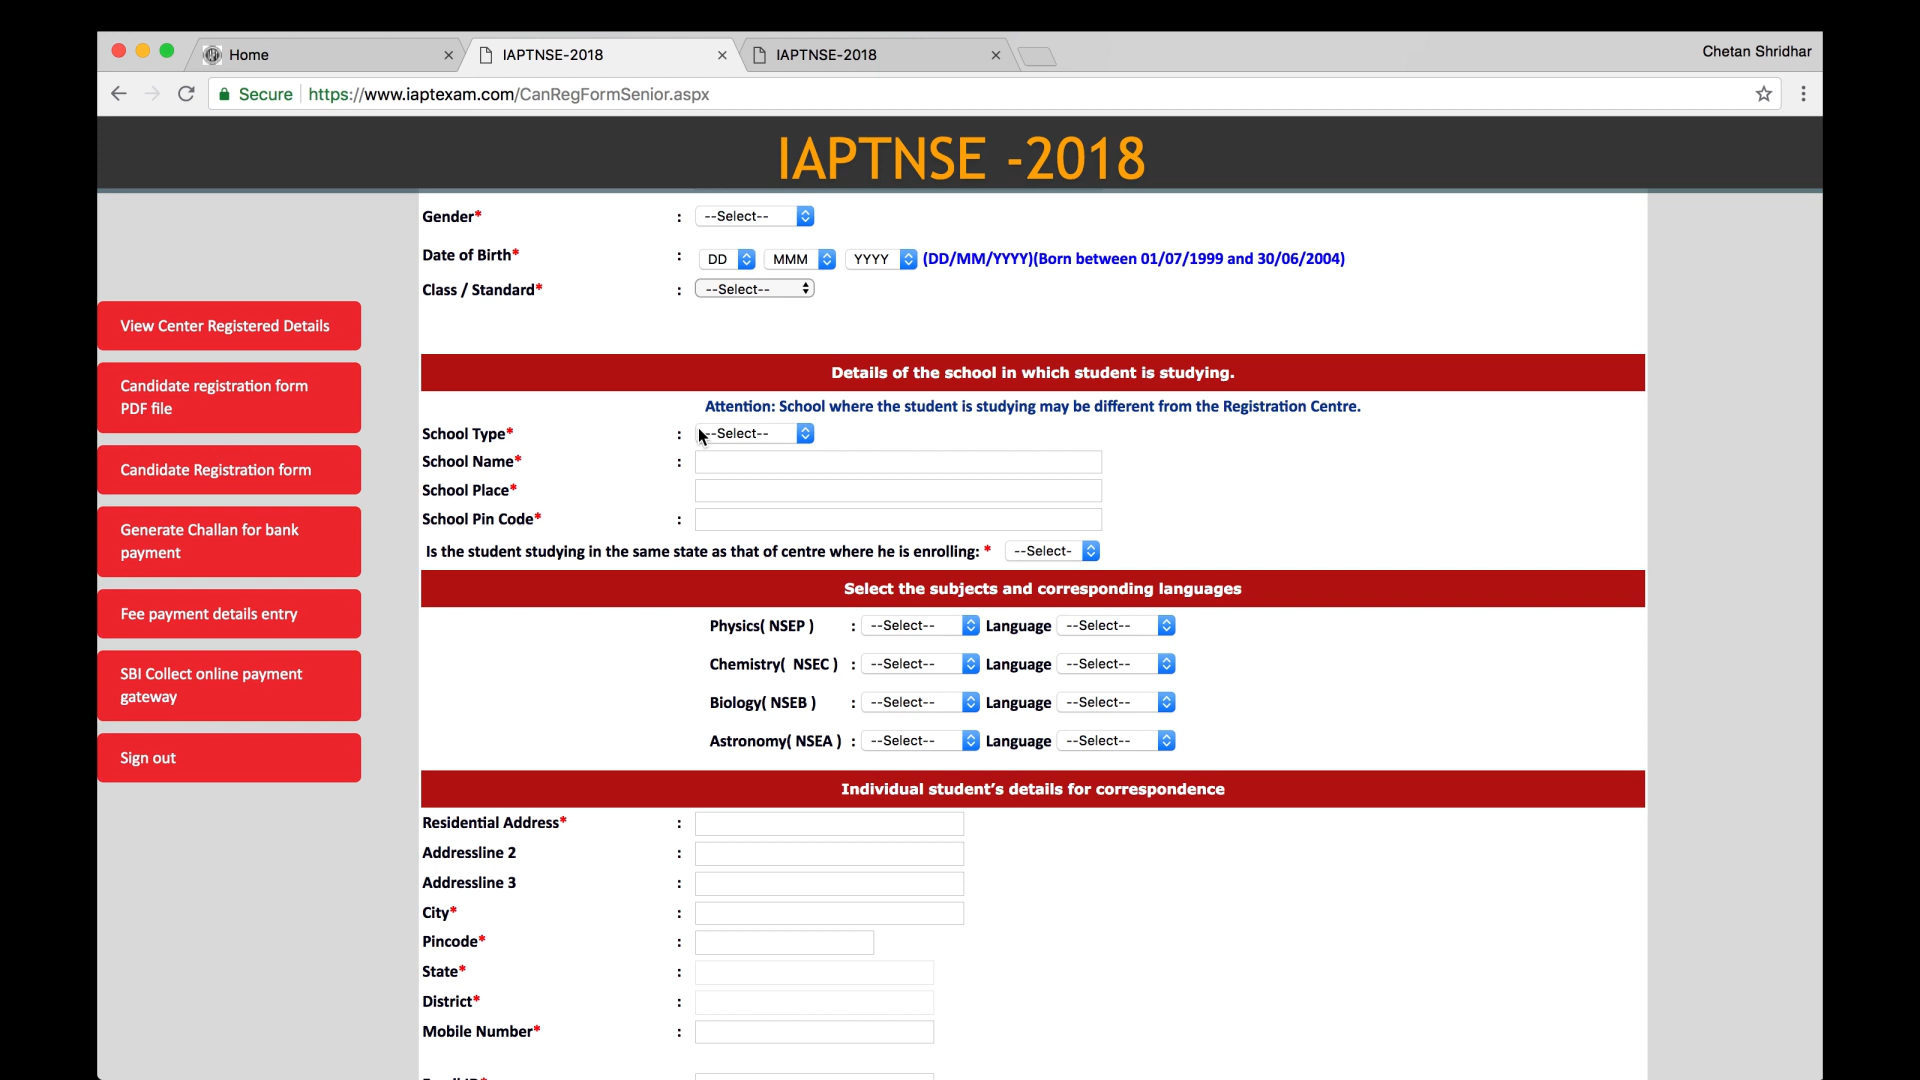 Home
IAPTNSE-2018
IAPTNSE-2018
Chetan Shridhar
Secure https://www.iaptexam.com/CanRegFormSenior.aspx
IAPTNSE -2018
Gender* : --Select--
Date of Birth* : DD MMM YYYY (DD/MM/YYYY)(Born between 01/07/1999 and 30/06/2004)
Class / Standard* : --Select--
View Center Registered Details
Candidate registration form
PDF file
Candidate Registration form
Generate Challan for bank
payment
Fee payment details entry
SBI Collect online payment
gateway
Sign out
Details of the school in which student is studying.
Attention: School where the student is studying may be different from the Registration Centre.
School Type* : --Select--
School Name* :
School Place*
School Pin Code* :
Is the student studying in the same state as that of centre where he is enrolling: * --Select-
Select the subjects and corresponding languages
Physics( NSEP ) : --Select-- Language --Select--
Chemistry( NSEC ) : --Select-- Language --Select--
Biology( NSEB ) : --Select-- Language --Select--
Astronomy( NSEA ) : --Select-- Language --Select--
Individual student's details for correspondence
Residential Address* :
Addressline 2 :
Addressline 3 :
City* :
Pincode* :
State* :
District* :
Mobile Number* :